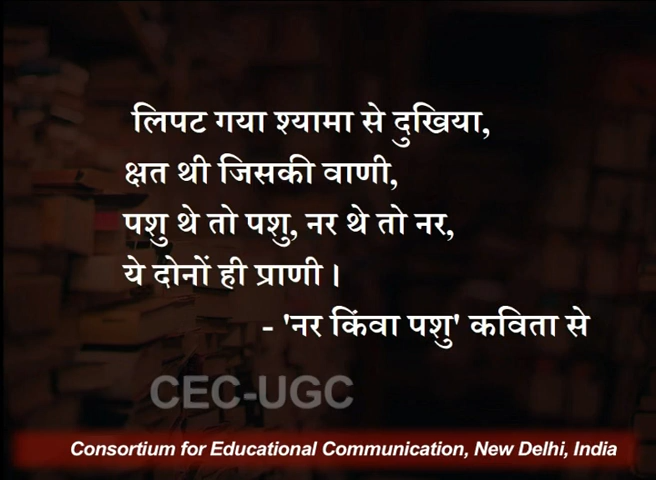 लिपट गया श्यामा से दुखिया,
क्षत थी जिसकी वाणी,
पशु थे तो पशु, नर थे तो नर,
ये दोनों ही प्राणी।
- 'नर किंवा पशु' कविता से
CEC-UGC
Consortium for Educational Communication, New Delhi, India